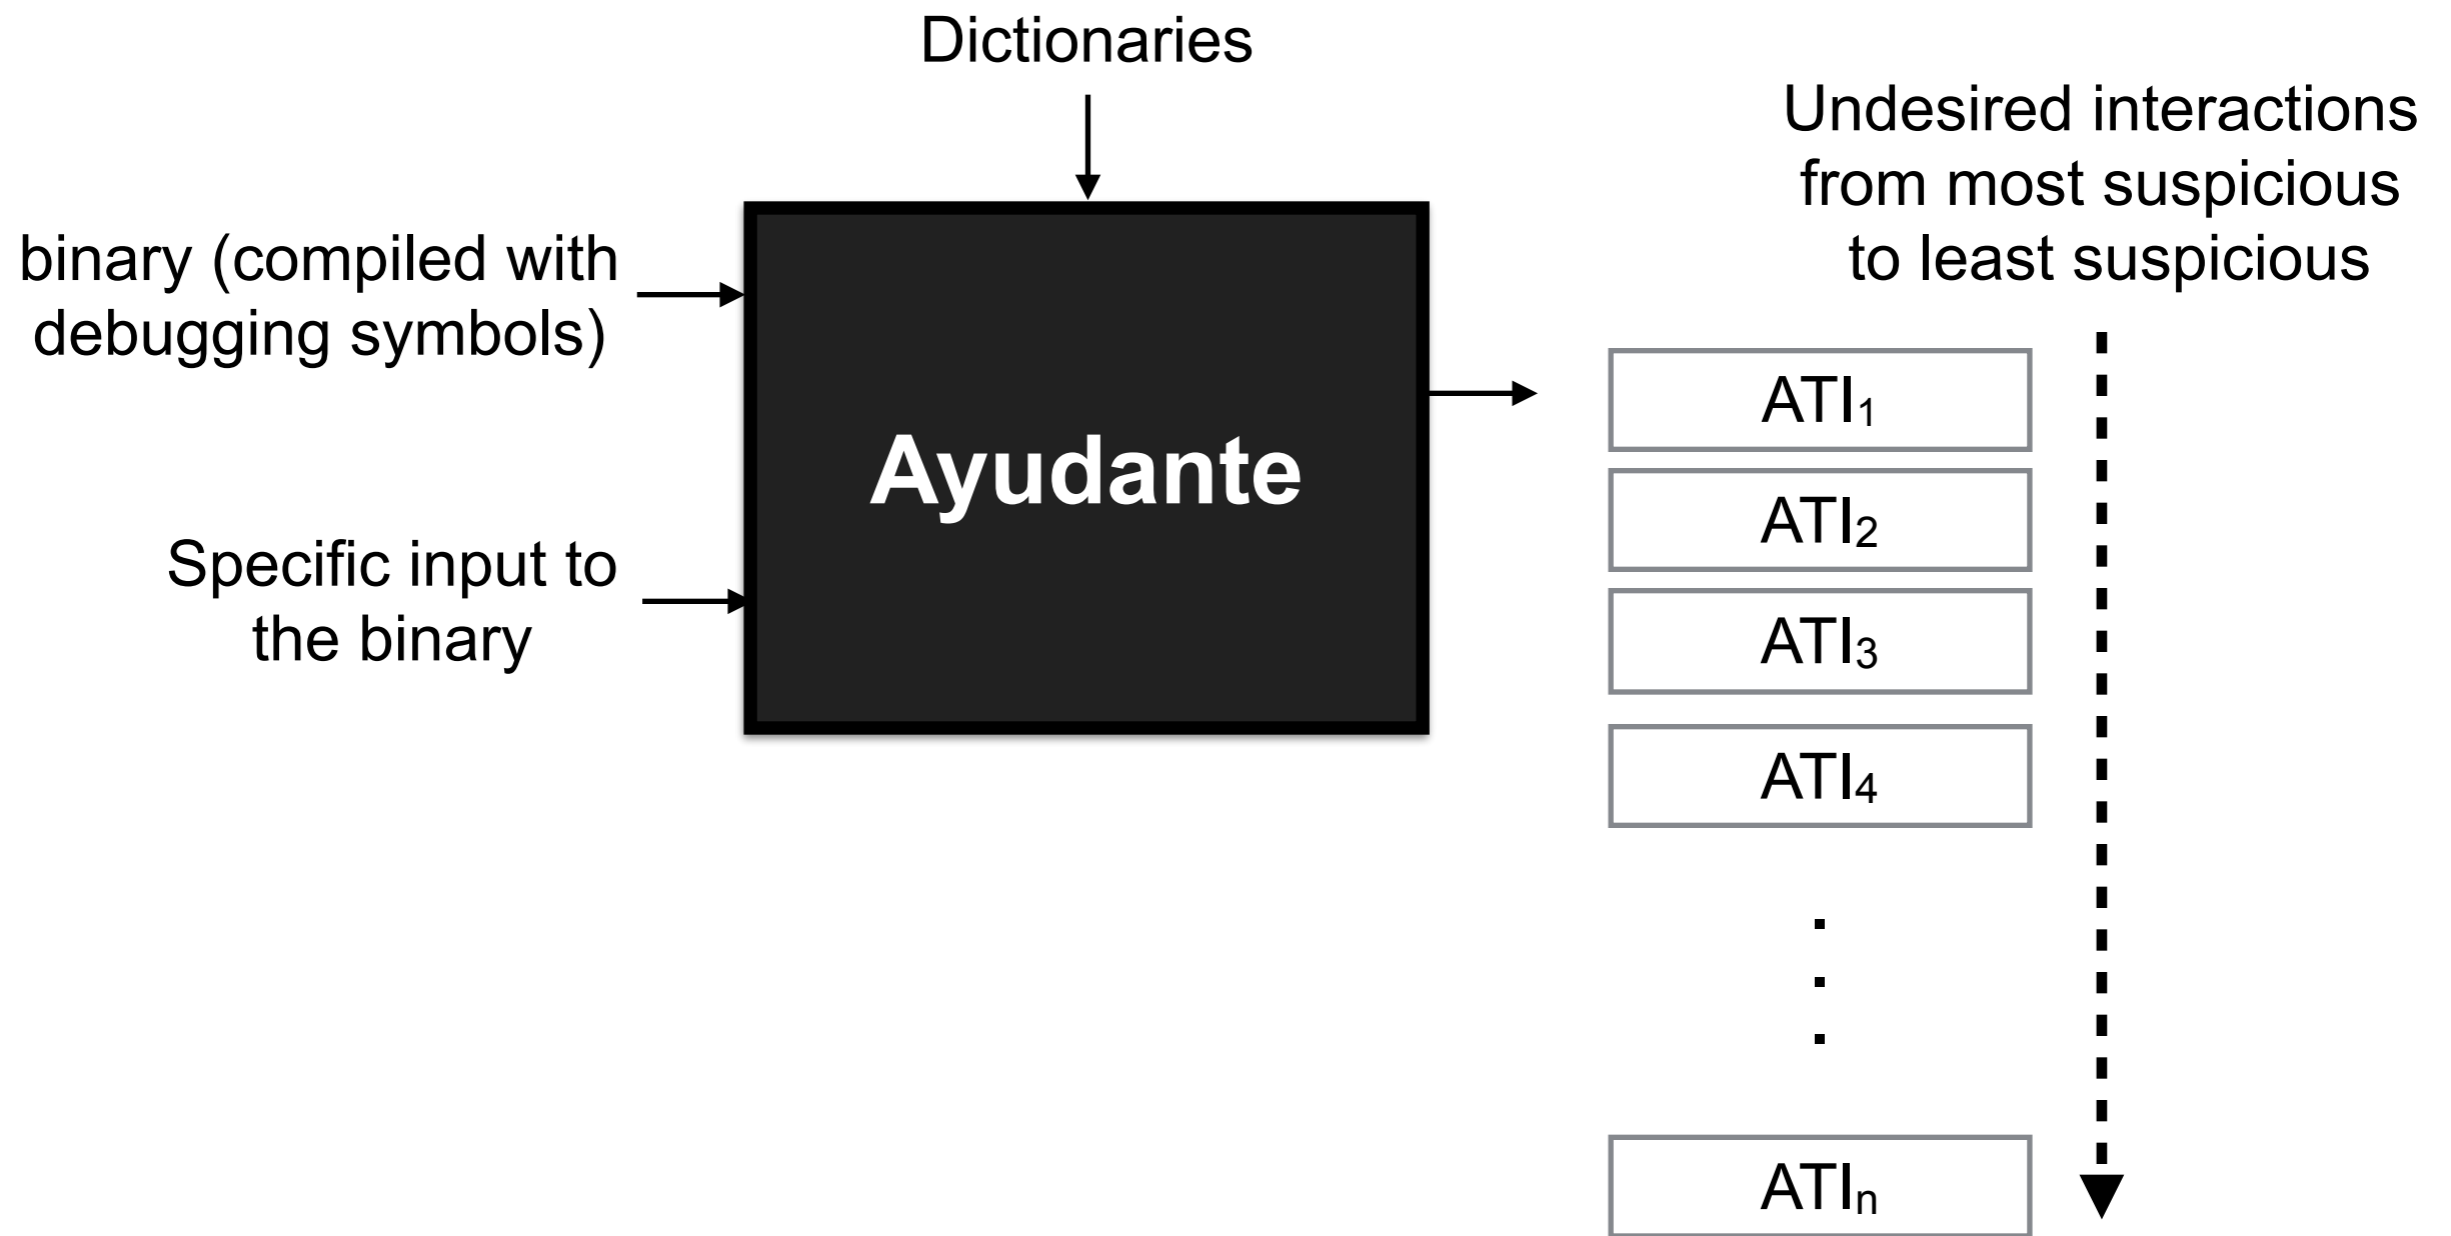 Dictionaries
Undesired interactions
from most suspicious
to least suspicious
binary (compiled with
debugging symbols)
Ayudante
Specific input to
the binary
ATI₁
ATI₂
ATI₃
ATI₄
.
.
.
ATIₙ